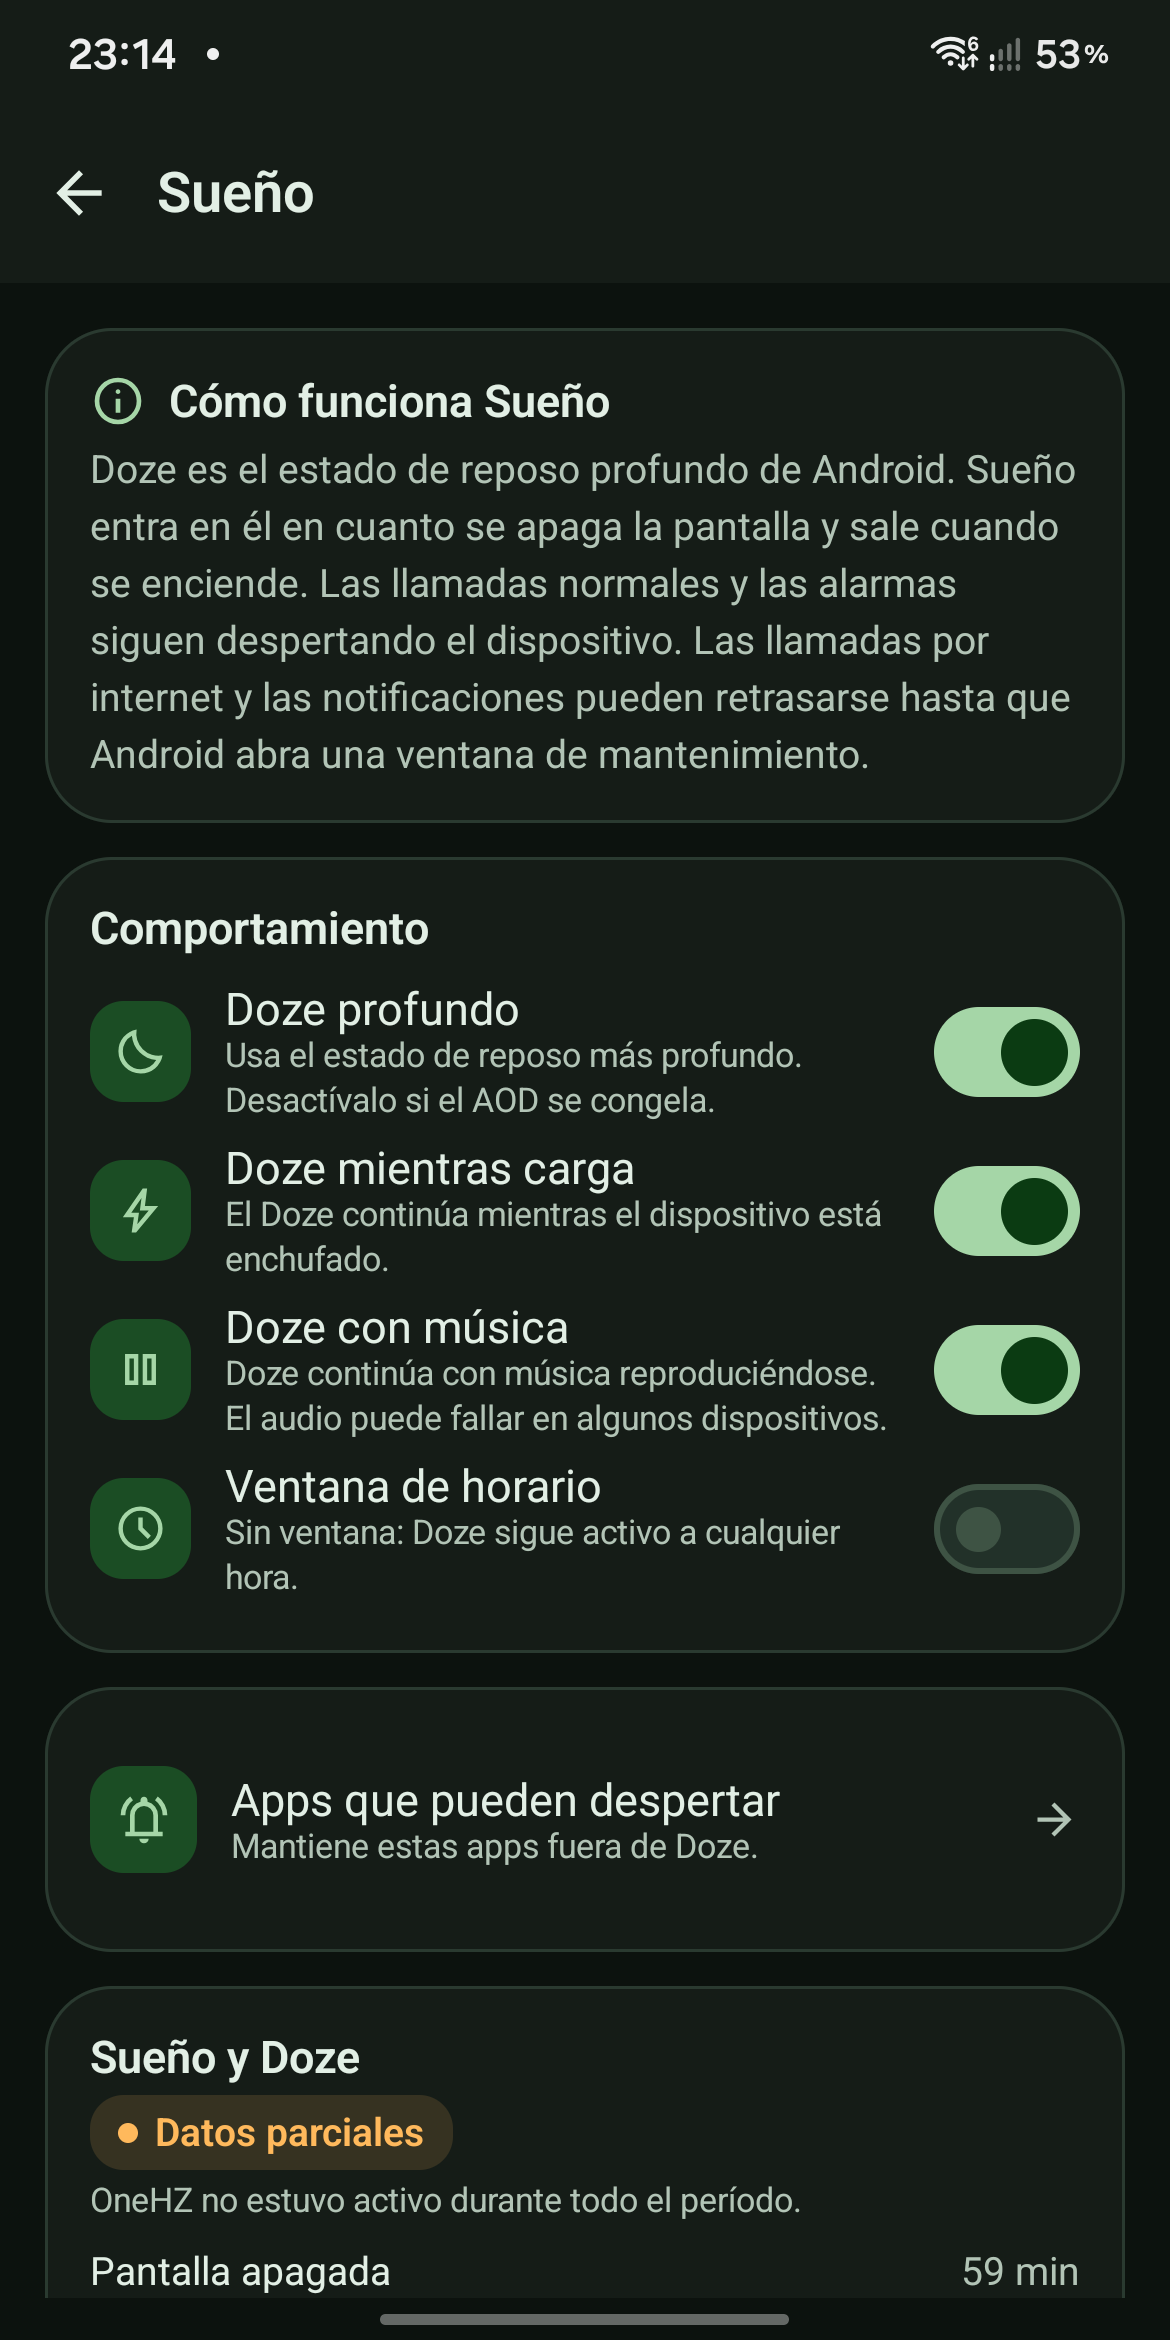 23:14
6
53%
Sueño
Cómo funciona Sueño
Doze es el estado de reposo profundo de Android. Sueño
entra en él en cuanto se apaga la pantalla y sale cuando
se enciende. Las llamadas normales y las alarmas
siguen despertando el dispositivo. Las llamadas por
internet y las notificaciones pueden retrasarse hasta que
Android abra una ventana de mantenimiento.
Comportamiento
Doze profundo
Usa el estado de reposo más profundo.
Desactívalo si el AOD se congela.
Doze mientras carga
El Doze continúa mientras el dispositivo está
enchufado.
Doze con música
Doze continúa con música reproduciéndose.
El audio puede fallar en algunos dispositivos.
Ventana de horario
Sin ventana: Doze sigue activo a cualquier
hora.
Apps que pueden despertar
Mantiene estas apps fuera de Doze.
Sueño y Doze
Datos parciales
OneHZ no estuvo activo durante todo el período.
Pantalla apagada 59 min